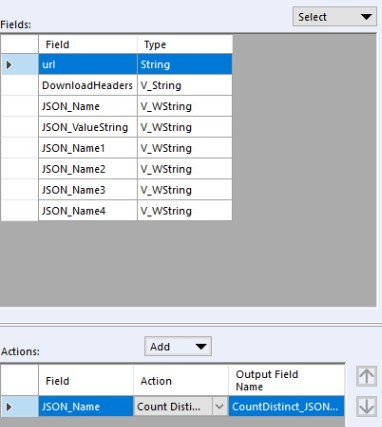 Select
Fields:
Field Type
url String
DownloadHeaders V_String
JSON_Name V_WString
JSON_ValueString V_WString
JSON_Name1 V_WString
JSON_Name2 V_WString
JSON_Name3 V_WString
JSON_Name4 V_WString
Add
Actions:
Field Action Output Field
Name
JSON_Name Count Disti... CountDistinct_JSON...